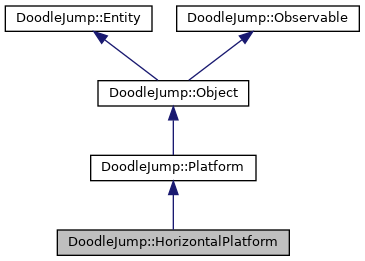 DoodleJump::Entity
DoodleJump::Observable
DoodleJump::Object
DoodleJump::Platform
DoodleJump::HorizontalPlatform